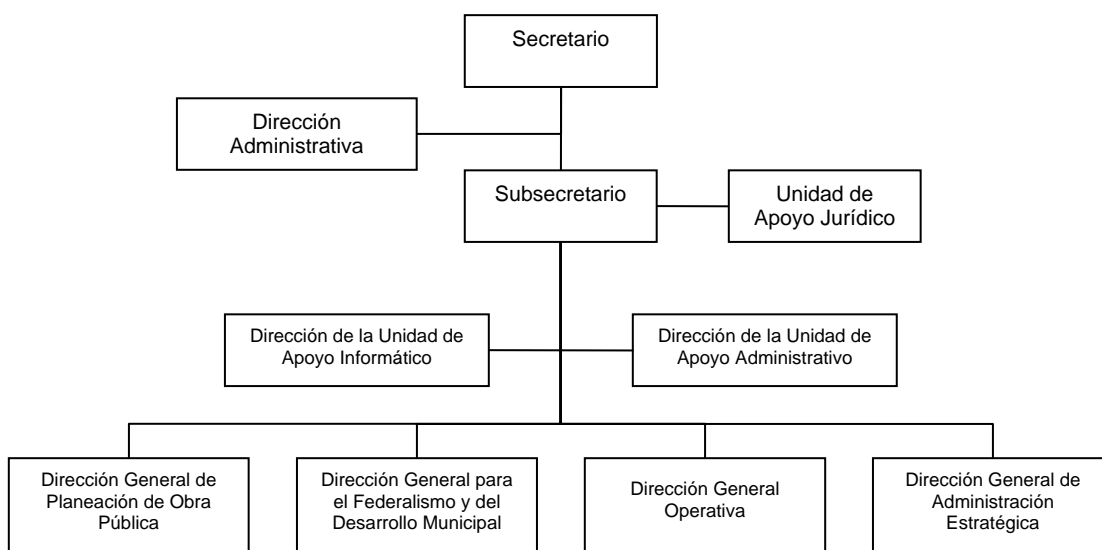 Secretario
Dirección
Administrativa
Subsecretario
Unidad de
Apoyo Jurídico
Dirección de la Unidad de
Apoyo Informático
Dirección de la Unidad de
Apoyo Administrativo
Dirección General de
Planeación de Obra
Pública
Dirección General para
el Federalismo y del
Desarrollo Municipal
Dirección General
Operativa
Dirección General de
Administración
Estratégica